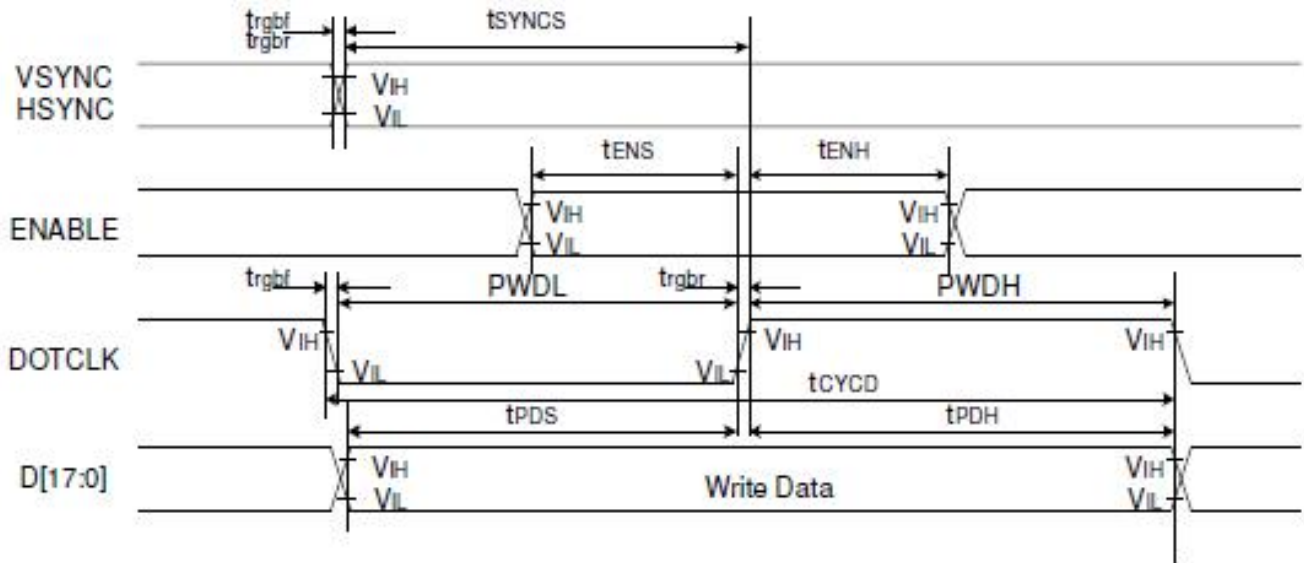 trgbf
trgbr
tSYNCS
VSYNC
HSYNC
VIH
VIL
tENS
tENH
ENABLE
VIH
VIL
VIH
VIL
trgbf
PWDL
trgbr
PWDH
DOTCLK
VIH
VIL
VIL
VIH
VIH
tCYCD
tPDS
tPDH
D[17:0]
VIH
VIL
Write Data
VIH
VIL